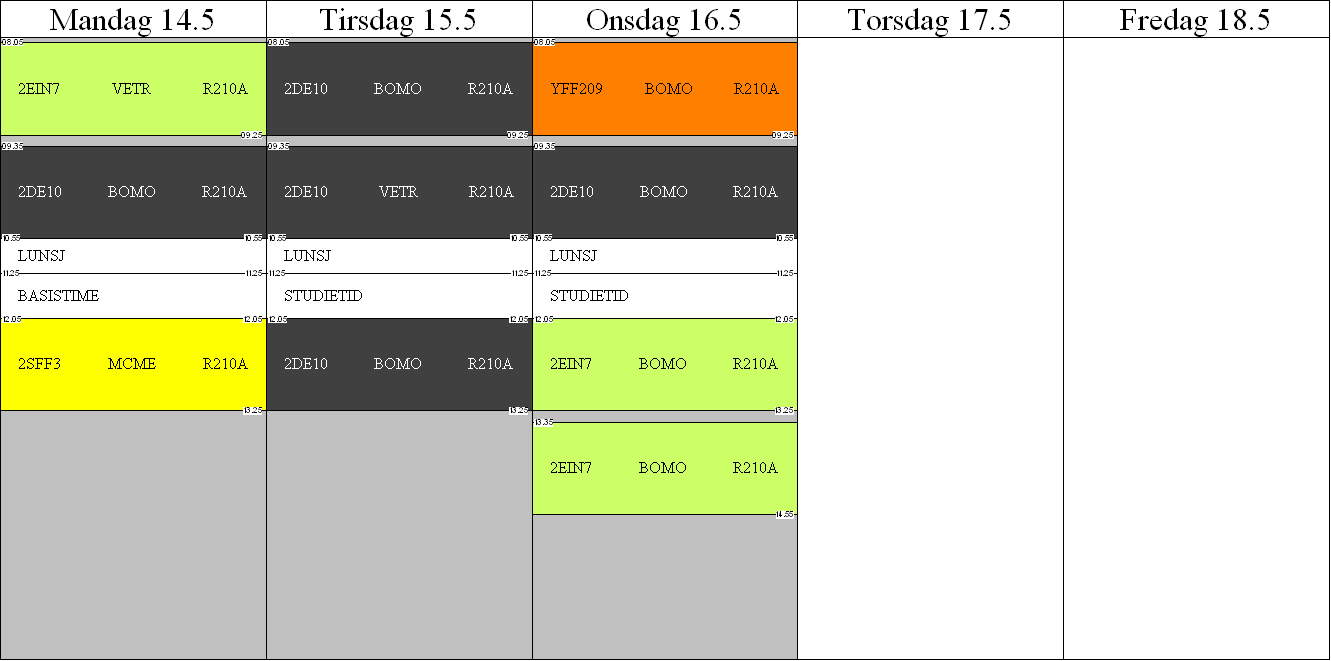 Mandag 14.5 Tirsdag 15.5 Onsdag 16.5 Torsdag 17.5 Fredag 18.5
08.05 08.05 08.05
2EIN7 VETR R210A 2DE10 BOMO R210A YFF209 BOMO R210A
09.25 09.25 09.25
09.35 09.35 09.35
2DE10 BOMO R210A 2DE10 VETR R210A 2DE10 BOMO R210A
10.55 10.55 10.55 10.55 10.55 10.55
LUNSJ LUNSJ LUNSJ
11.25 11.25 11.25 11.25 11.25 11.25
BASISTIME STUDIETID STUDIETID
12.05 12.05 12.05 12.05 12.05 12.05
2SFF3 MCME R210A 2DE10 BOMO R210A 2EIN7 BOMO R210A
13.25 13.25 13.25
13.35
2EIN7 BOMO R210A
14.55